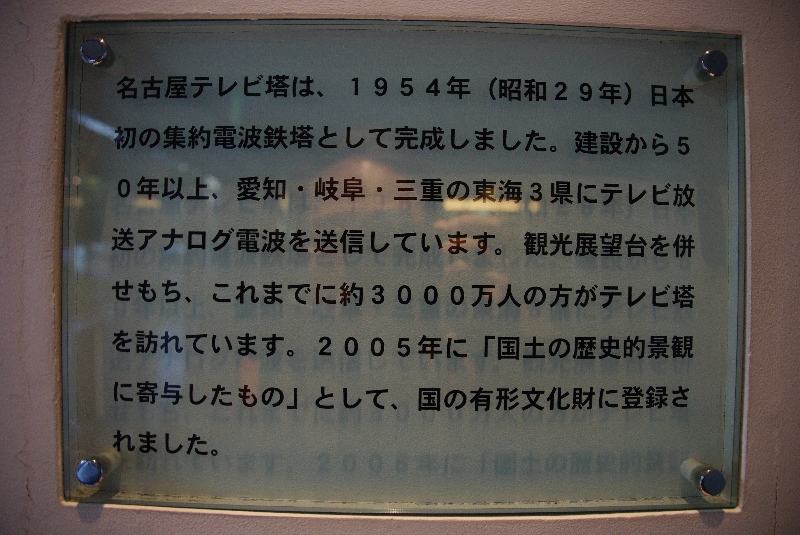 名古屋テレビ塔は、１９５４年（昭和２９年）日本
初の集約電波鉄塔として完成しました。建設から５
０年以上、愛知・岐阜・三重の東海３県にテレビ放
送アナログ電波を送信しています。観光展望台を併
せもち、これまでに約３０００万人の方がテレビ塔
を訪れています。２００５年に「国土の歴史的景観
に寄与したもの」として、国の有形文化財に登録さ
れました。